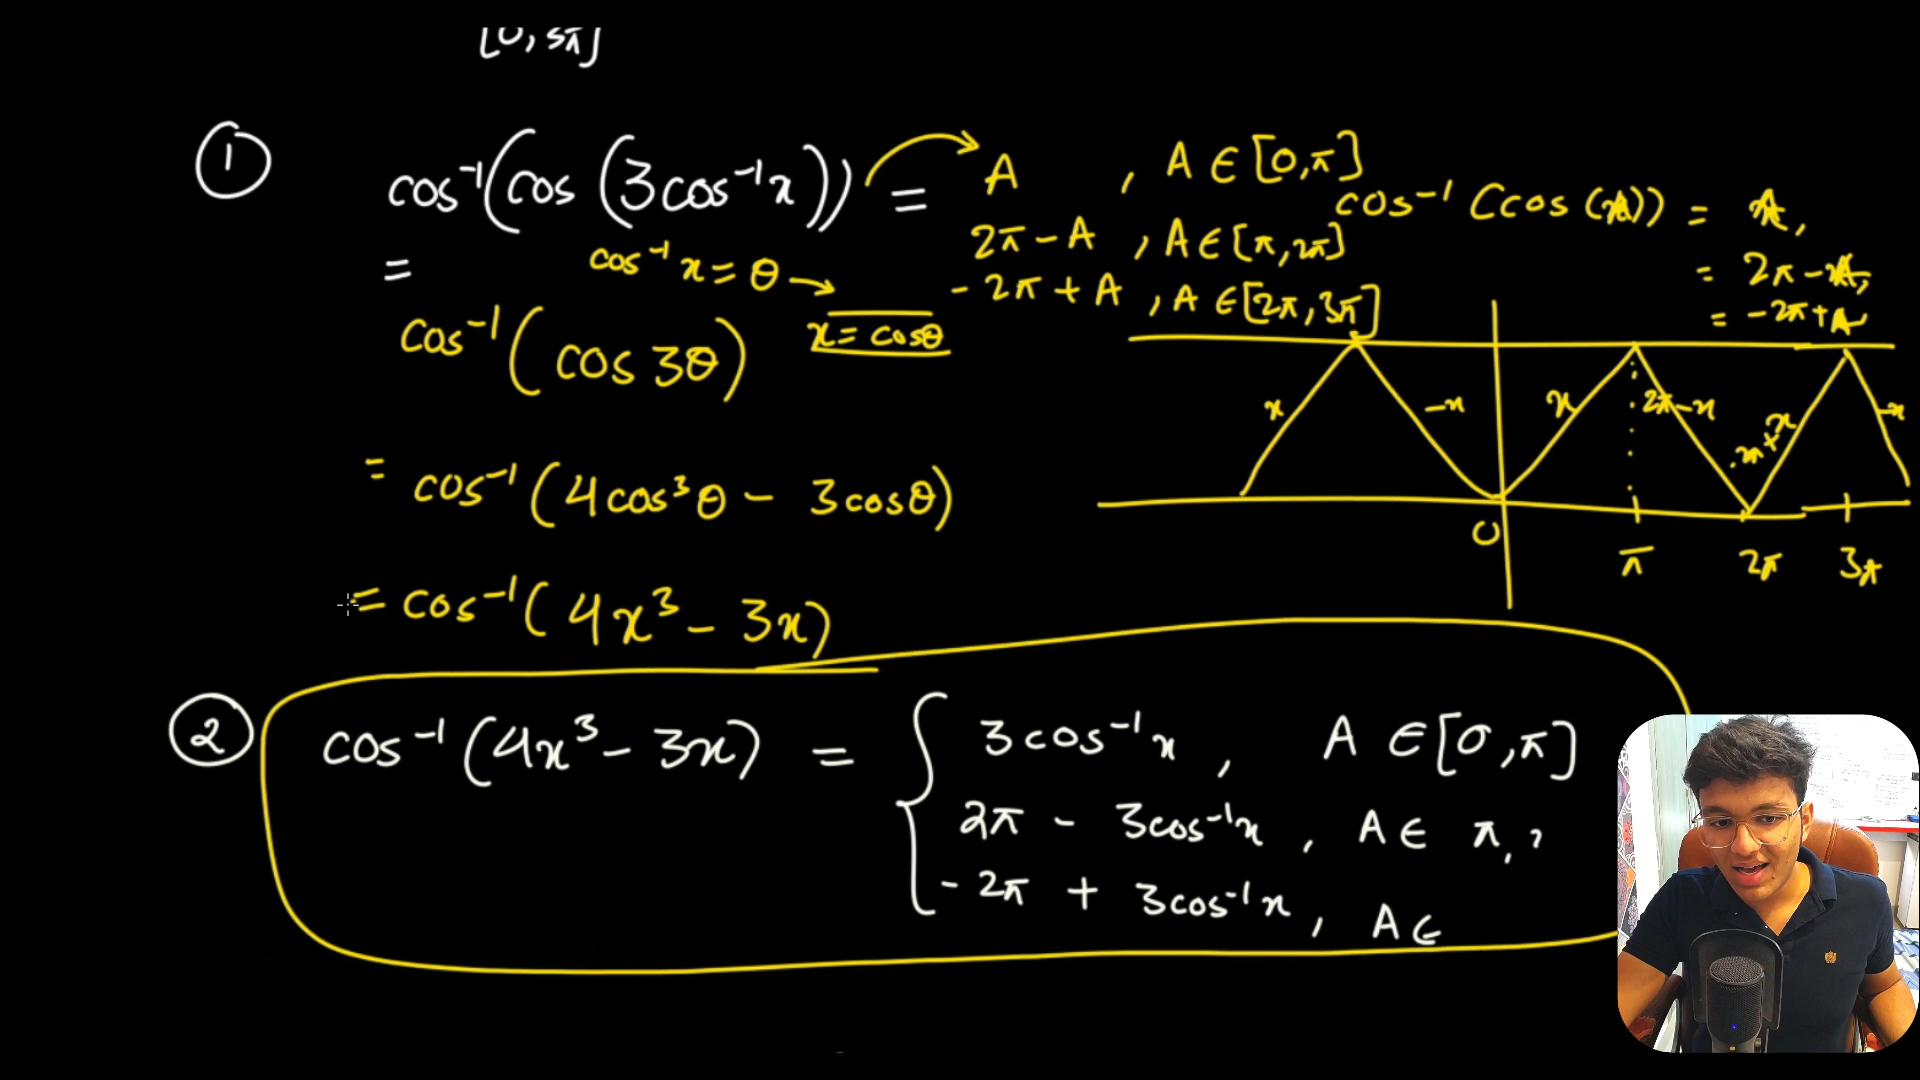 [0, 3π]
①
cos⁻¹(cos (3cos⁻¹x)) = A , A ∈ [0,π]
cos⁻¹ (cos (A)) = A,
2π - A , A ∈ [π, 2π]
= 2π - A,
= cos⁻¹ x = θ →
- 2π + A , A ∈ [2π, 3π]
= -2π + A
x = cosθ
cos⁻¹ ( cos 3θ)
x
-x
x
2π-x
-2π+x
-x
= cos⁻¹ (4cos³θ - 3cosθ)
0
π
2π
3π
= cos⁻¹ ( 4x³ - 3x)
②
cos⁻¹ (4x³ - 3x) = { 3cos⁻¹x , A ∈ [0,π]
2π - 3cos⁻¹x , A ∈ π,
- 2π + 3cos⁻¹x , A ∈